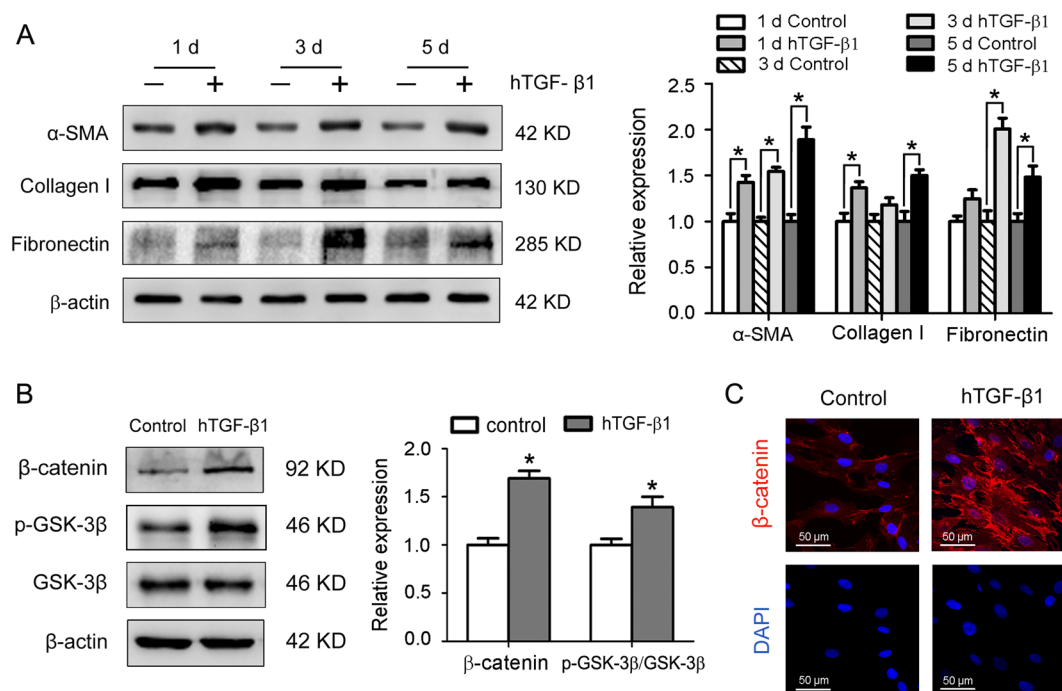 A
1 d 3 d 5 d
— + — + — + hTGF- β1
α-SMA 42 KD
Collagen I 130 KD
Fibronectin 285 KD
β-actin 42 KD
1 d Control
1 d hTGF-β1
3 d Control
3 d hTGF-β1
5 d Control
5 d hTGF-β1
Relative expression
2.5
2.0
1.5
1.0
0.5
0.0
* * * * * * *
α-SMA Collagen I Fibronectin
B
Control hTGF-β1
β-catenin 92 KD
p-GSK-3β 46 KD
GSK-3β 46 KD
β-actin 42 KD
control hTGF-β1
Relative expression
2.0
1.5
1.0
0.5
0.0
* *
β-catenin p-GSK-3β/GSK-3β
C
Control hTGF-β1
β-catenin
50 μm 50 μm
DAPI
50 μm 50 μm